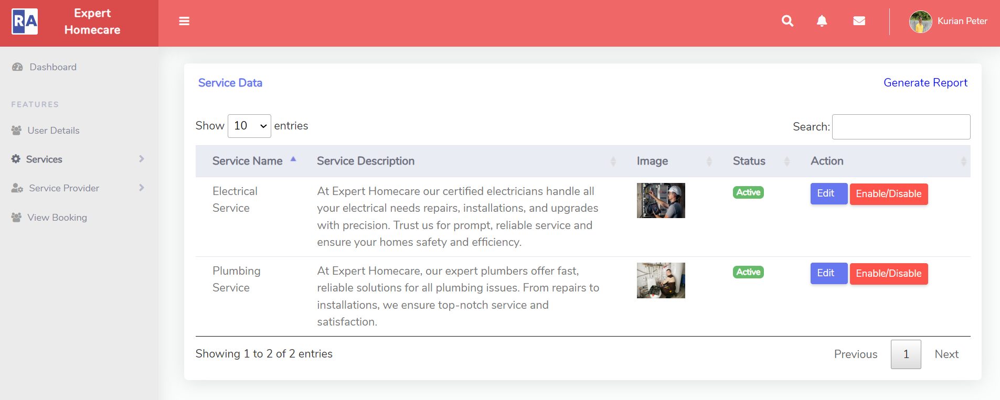 RA
Expert
Homecare
Kurian Peter
Dashboard
FEATURES
User Details
Services
Service Provider
View Booking
Service Data
Generate Report
Show 10 entries
Search:
Service Name Service Description Image Status Action
Electrical
Service
At Expert Homecare our certified electricians handle all
your electrical needs repairs, installations, and upgrades
with precision. Trust us for prompt, reliable service and
ensure your homes safety and efficiency.
Active
Edit Enable/Disable
Plumbing
Service
At Expert Homecare, our expert plumbers offer fast,
reliable solutions for all plumbing issues. From repairs to
installations, we ensure top-notch service and
satisfaction.
Active
Edit Enable/Disable
Showing 1 to 2 of 2 entries
Previous 1 Next